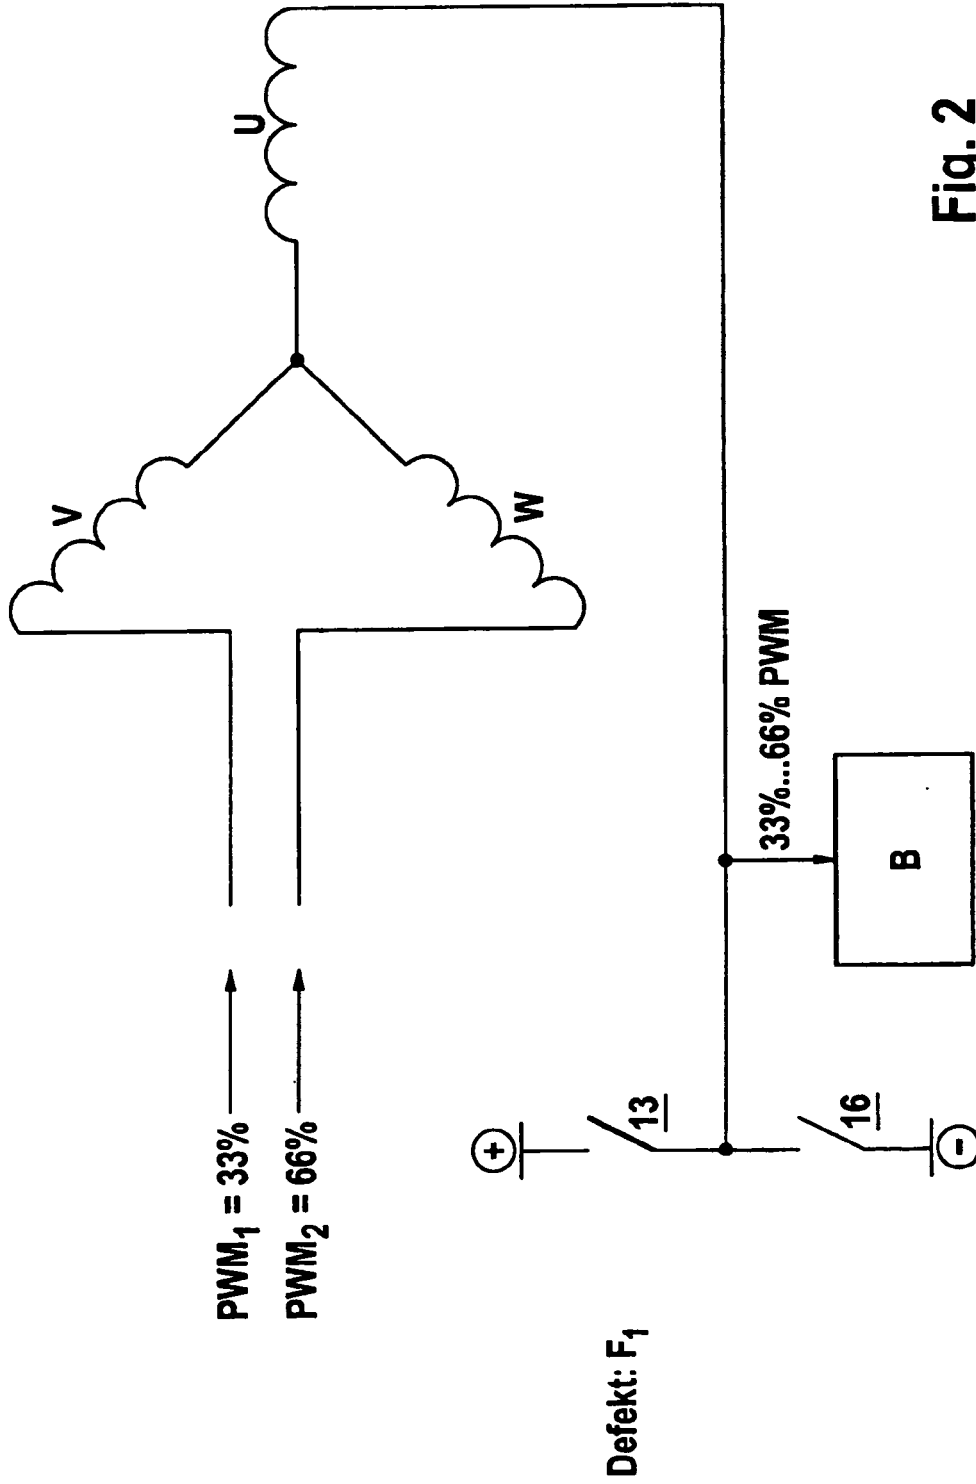 PWM1 = 33%
PWM2 = 66%
V
U
W
Defekt: F1
+
13
16
-
33%...66% PWM
B
Fig. 2